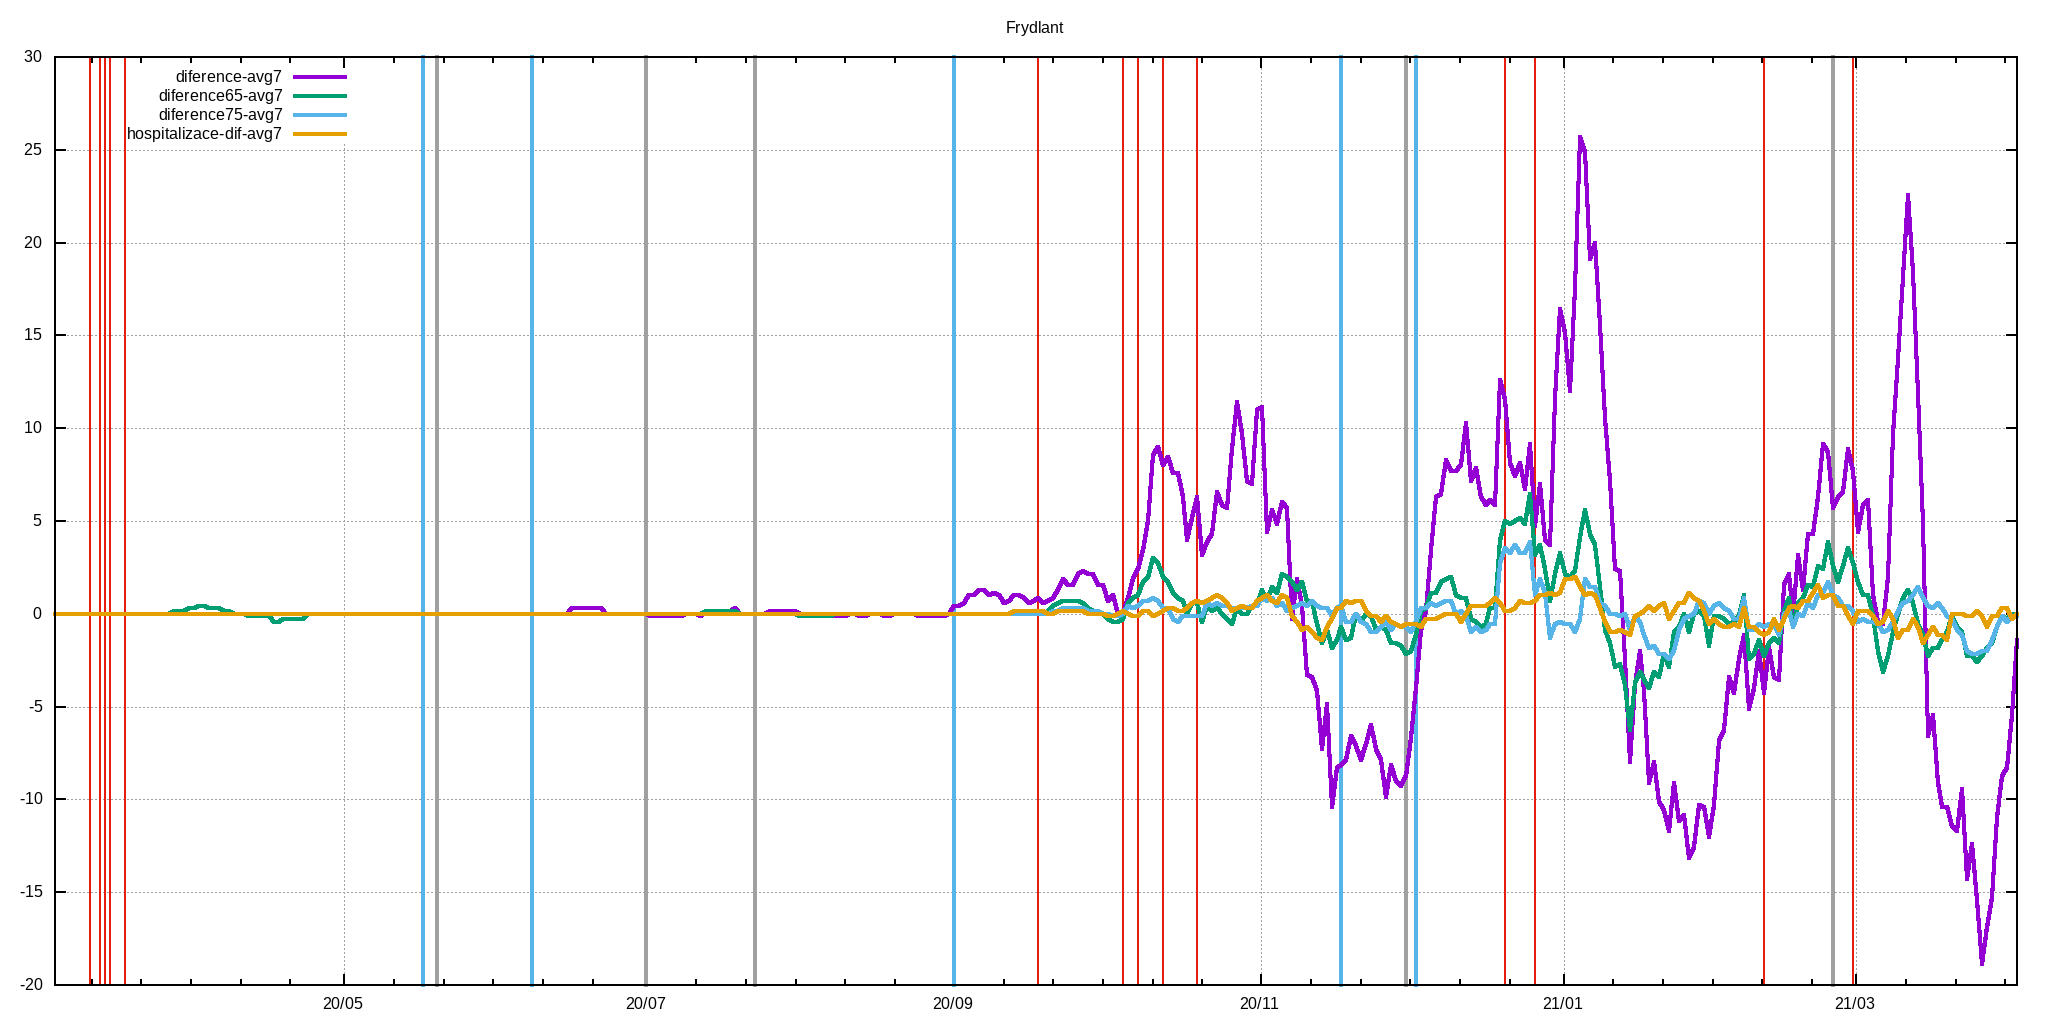 Frydlant
30
diference-avg7
diference65-avg7
diference75-avg7
hospitalizace-dif-avg7
25
20
15
10
5
0
-5
-10
-15
-20
20/05 20/07 20/09 20/11 21/01 21/03